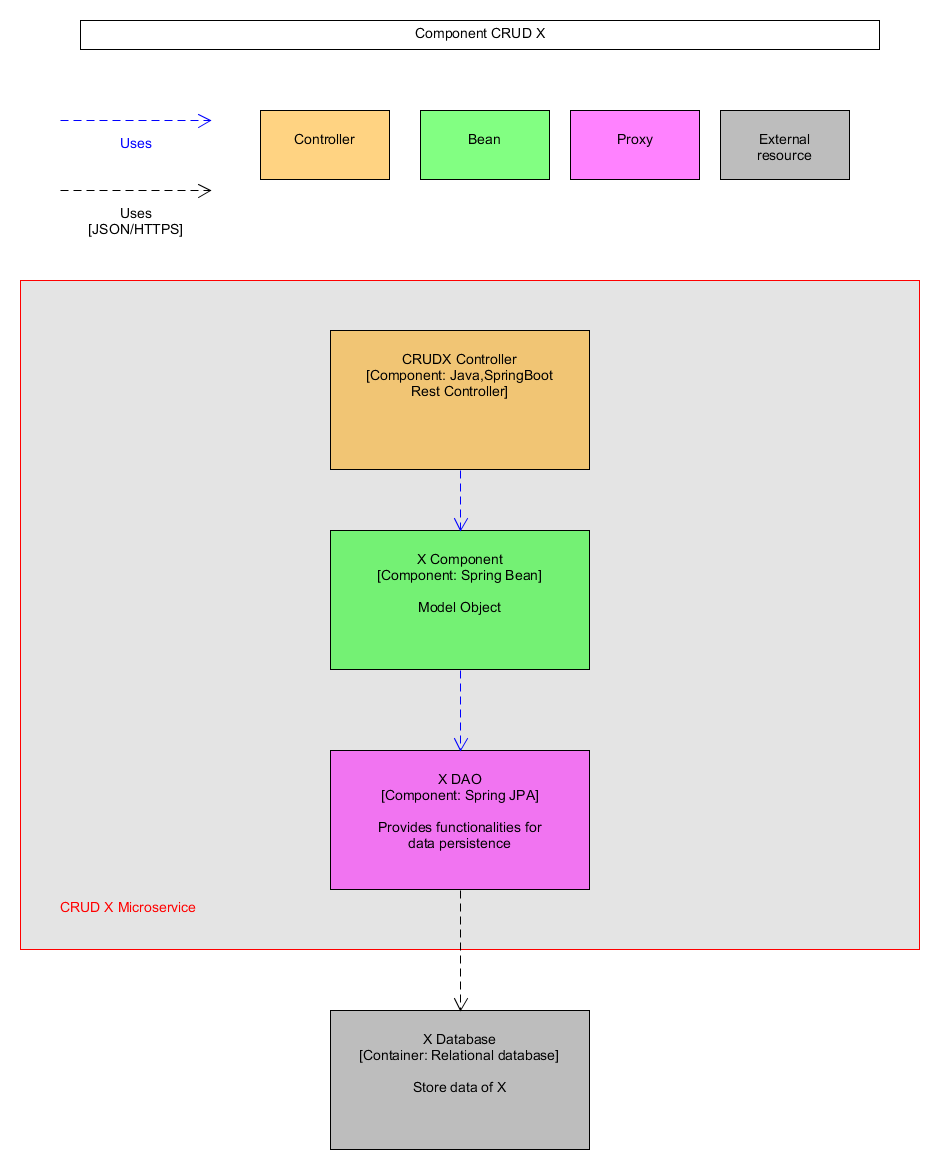 Component CRUD X
Uses
Controller
Bean
Proxy
External
resource
Uses
[JSON/HTTPS]
CRUDX Controller
[Component: Java,SpringBoot
Rest Controller]
X Component
[Component: Spring Bean]
Model Object
X DAO
[Component: Spring JPA]
Provides functionalities for
data persistence
CRUD X Microservice
X Database
[Container: Relational database]
Store data of X